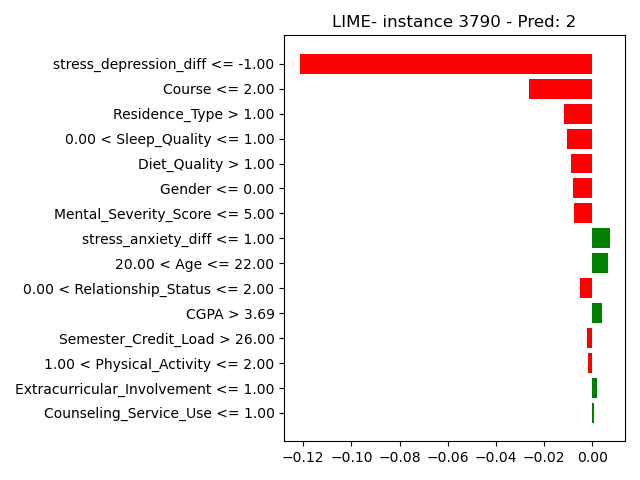 LIME- instance 3790 - Pred: 2
stress_depression_diff <= -1.00
Course <= 2.00
Residence_Type > 1.00
0.00 < Sleep_Quality <= 1.00
Diet_Quality > 1.00
Gender <= 0.00
Mental_Severity_Score <= 5.00
stress_anxiety_diff <= 1.00
20.00 < Age <= 22.00
0.00 < Relationship_Status <= 2.00
CGPA > 3.69
Semester_Credit_Load > 26.00
1.00 < Physical_Activity <= 2.00
Extracurricular_Involvement <= 1.00
Counseling_Service_Use <= 1.00
−0.12 −0.10 −0.08 −0.06 −0.04 −0.02 0.00